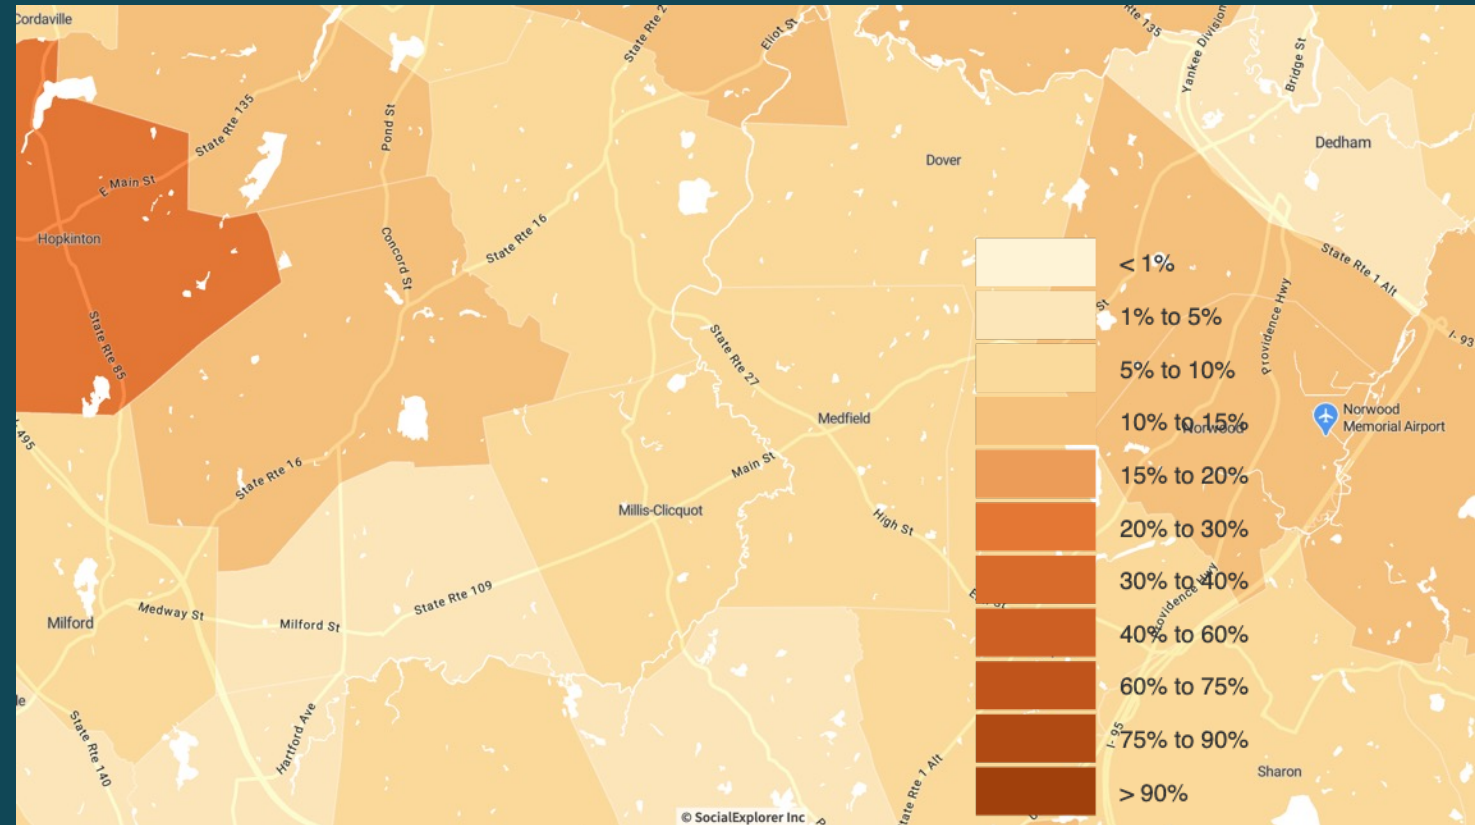 Cordaville
State Rte 135
Pond St
State Rte 2
Eliot St
Rte 135
Yankee Division
Bridge St
Dedham
Dover
E Main St
Hopkinton
Concord St
State Rte 16
State Rte 1 Alt
I- 93
State Rte 85
State Rte 27
St
Providence Hwy
Medfield
Norwood
Norwood
Memorial Airport
I- 495
State Rte 16
Main St
Millis-Clicquot
High St
State Rte 109
Medway St
Milford St
Milford
Providence Hwy
le
State Rte 140
Hartford Ave
I- 95
State Rte 1 Alt
Sharon
< 1%
1% to 5%
5% to 10%
10% to 15%
15% to 20%
20% to 30%
30% to 40%
40% to 60%
60% to 75%
75% to 90%
> 90%
© SocialExplorer Inc